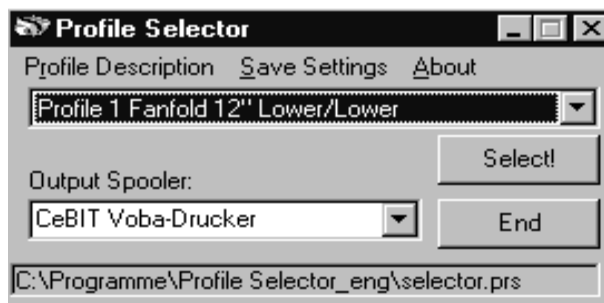 Profile Selector
Profile Description Save Settings About
Profile 1 Fanfold 12" Lower/Lower
Select!
Output Spooler:
CeBIT Voba-Drucker
End
C:\Programme\Profile Selector_eng\selector.prs